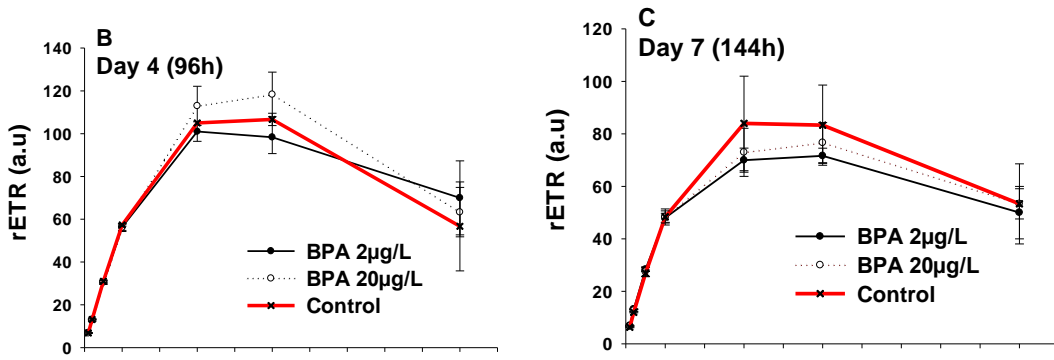 B
Day 4 (96h)
140
120
100
80
60
40
20
0
rETR (a.u)
BPA 2µg/L
BPA 20µg/L
Control
C
Day 7 (144h)
120
100
80
60
40
20
0
rETR (a.u)
BPA 2µg/L
BPA 20µg/L
Control